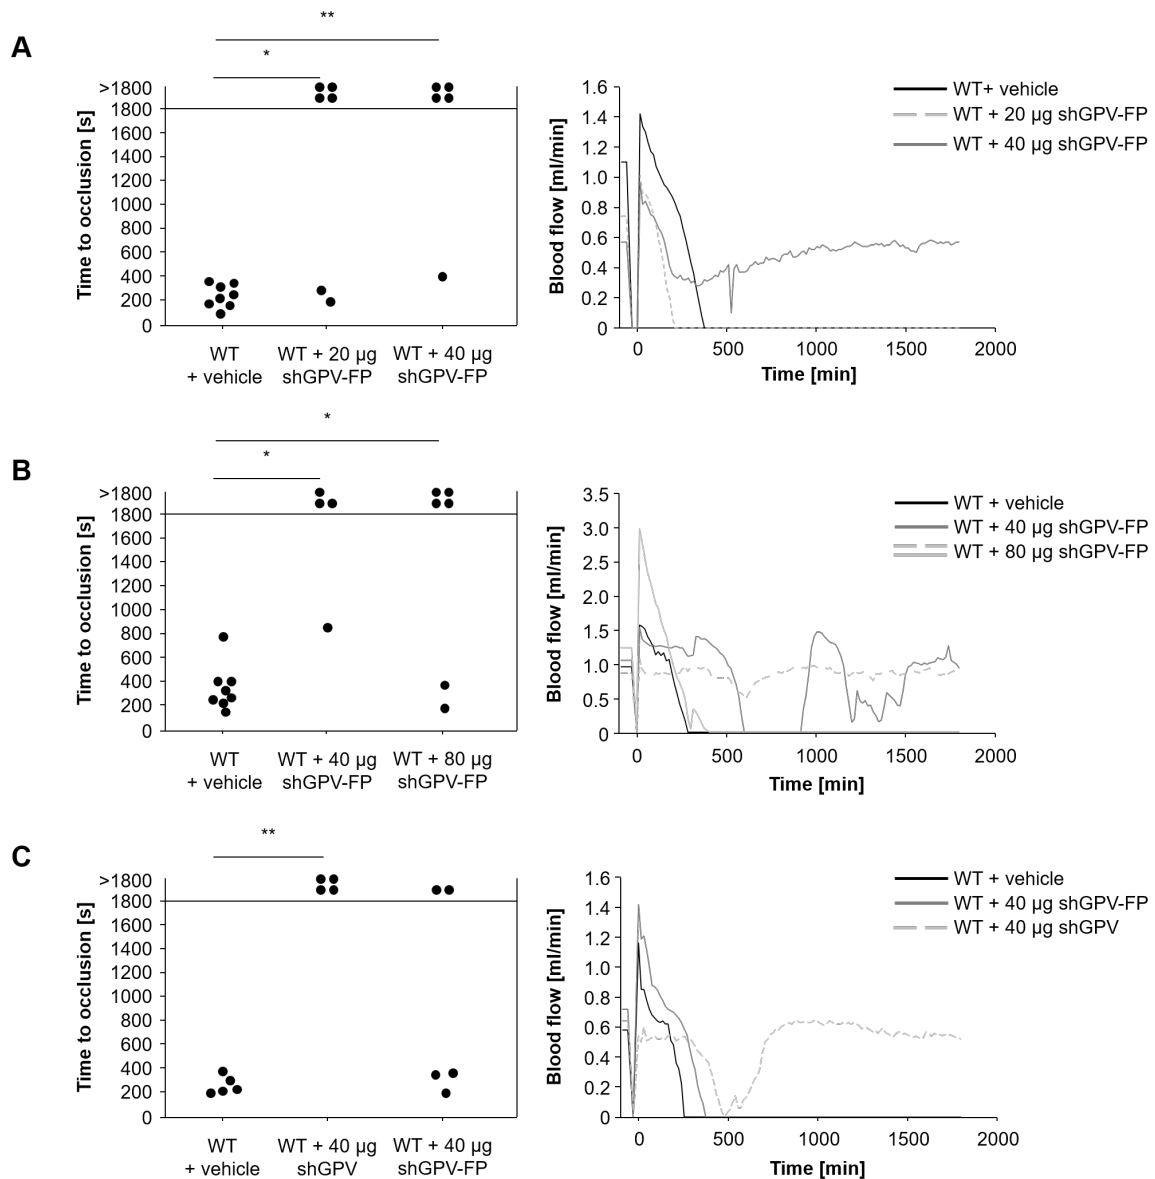 A
**
*
>1800
1800
1600
1400
1200
1000
800
600
400
200
0
Time to occlusion [s]
WT
+ vehicle
WT + 20 µg
shGPV-FP
WT + 40 µg
shGPV-FP
1.6
1.4
1.2
1.0
0.8
0.6
0.4
0.2
0
Blood flow [ml/min]
0 500 1000 1500 2000
Time [min]
WT+ vehicle
WT + 20 µg shGPV-FP
WT + 40 µg shGPV-FP
B
*
*
>1800
1800
1600
1400
1200
1000
800
600
400
200
0
Time to occlusion [s]
WT
+ vehicle
WT + 40 µg
shGPV-FP
WT + 80 µg
shGPV-FP
3.5
3.0
2.5
2.0
1.5
1.0
0.5
0
Blood flow [ml/min]
0 500 1000 1500 2000
Time [min]
WT + vehicle
WT + 40 µg shGPV-FP
WT + 80 µg shGPV-FP
C
**
>1800
1800
1600
1400
1200
1000
800
600
400
200
0
Time to occlusion [s]
WT
+ vehicle
WT + 40 µg
shGPV
WT + 40 µg
shGPV-FP
1.6
1.4
1.2
1.0
0.8
0.6
0.4
0.2
0
Blood flow [ml/min]
0 500 1000 1500 2000
Time [min]
WT + vehicle
WT + 40 µg shGPV-FP
WT + 40 µg shGPV